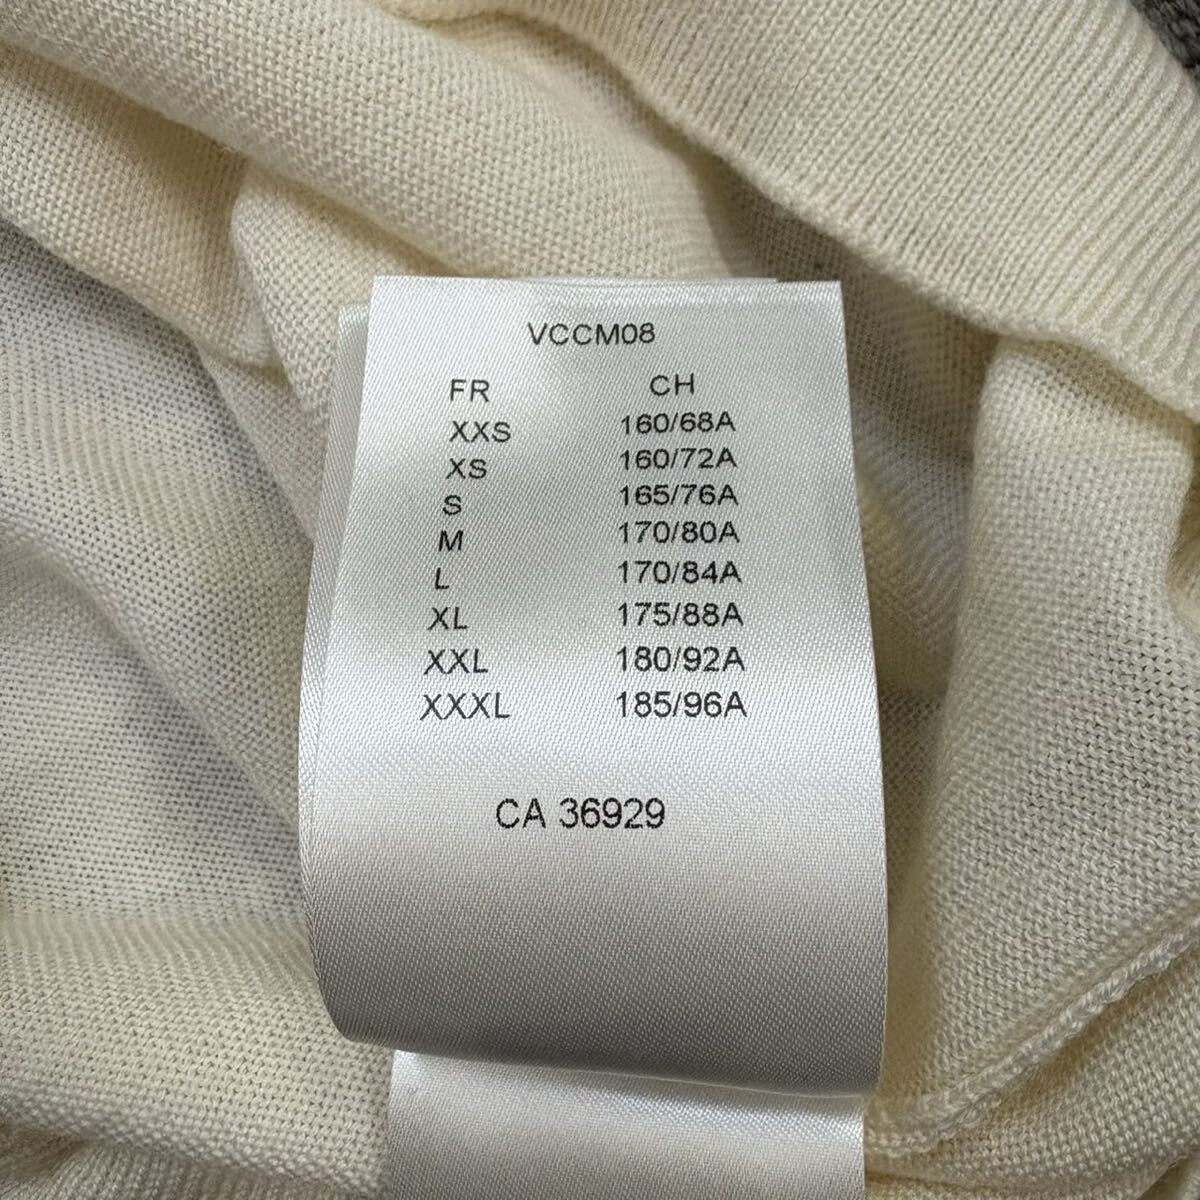 VCCM08
FR CH
XXS 160/68A
XS 160/72A
S 165/76A
M 170/80A
L 170/84A
XL 175/88A
XXL 180/92A
XXXL 185/96A
CA 36929